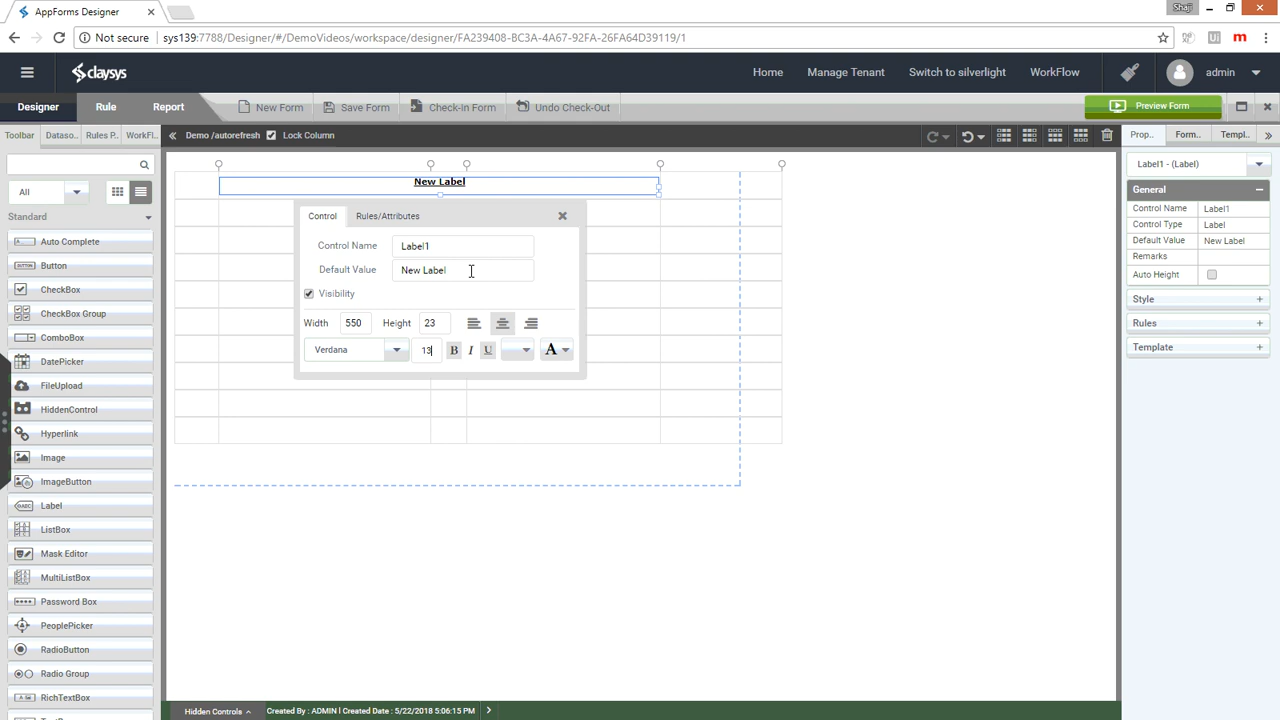 AppForms Designer
Shaji
Not secure sys139:7788/Designer/#/DemoVideos/workspace/designer/FA239408-BC3A-4A67-92FA-26FA64D39119/1
claysys
Home Manage Tenant Switch to silverlight WorkFlow admin
Designer Rule Report New Form Save Form Check-In Form Undo Check-Out Preview Form
Toolbar Dataso.. Rules P.. WorkFl.. Demo /autorefresh Lock Column Prop.. Form.. Templ..
All
Standard
Auto Complete
Button
CheckBox
CheckBox Group
ComboBox
DatePicker
FileUpload
HiddenControl
Hyperlink
Image
ImageButton
Label
ListBox
Mask Editor
MultiListBox
Password Box
PeoplePicker
RadioButton
Radio Group
RichTextBox
New Label
Control Rules/Attributes
Control Name Label1
Default Value New Label
Visibility
Width 550 Height 23
Verdana 13 B I U A
Label1 - (Label)
General
Control Name Label1
Control Type Label
Default Value New Label
Remarks
Auto Height
Style
Rules
Template
Hidden Controls Created By : ADMIN | Created Date : 5/22/2018 5:06:15 PM